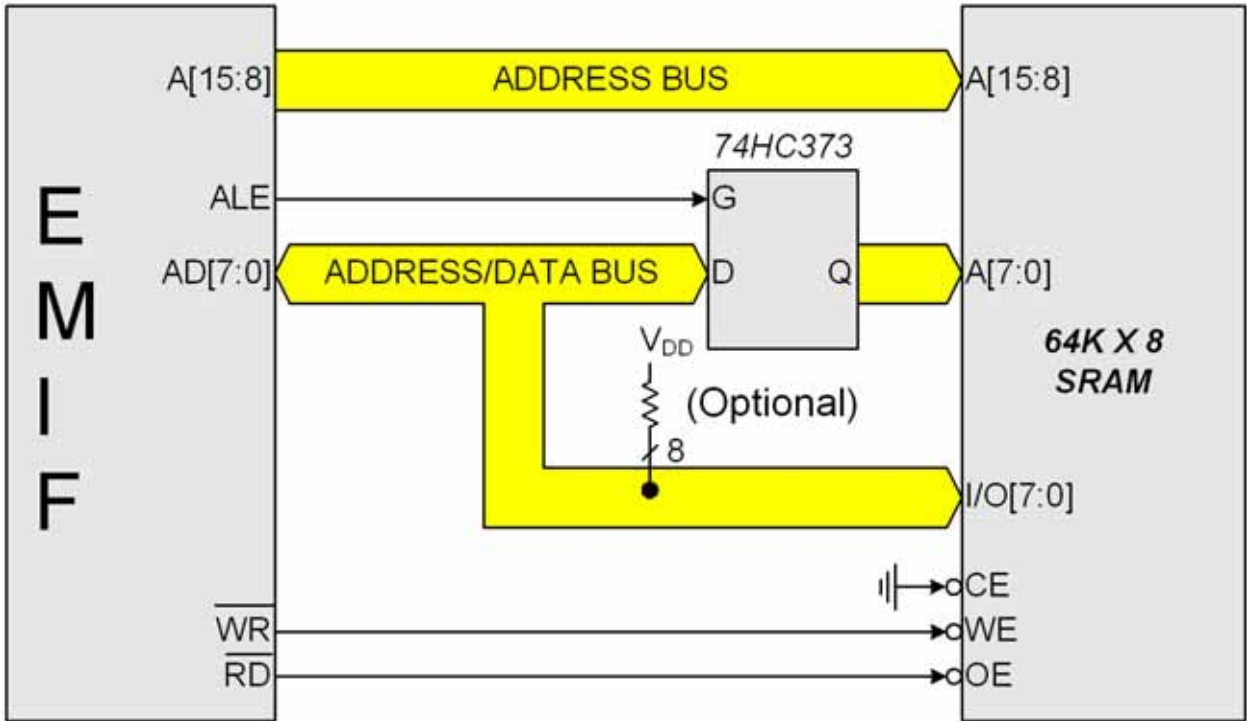 A[15:8]
ADDRESS BUS
A[15:8]
74HC373
ALE
G
EMIF
AD[7:0]
ADDRESS/DATA BUS
D
Q
A[7:0]
VDD
64K X 8
SRAM
(Optional)
8
I/O[7:0]
CE
WR
WE
RD
OE